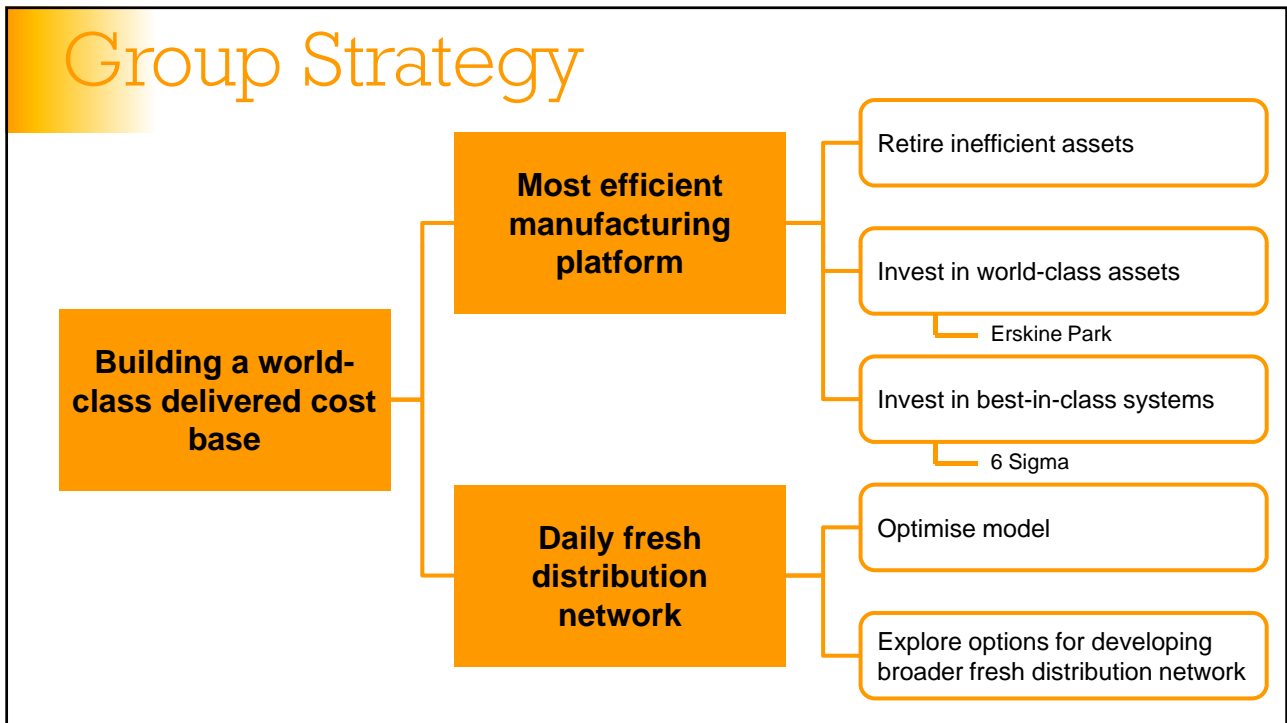 Group Strategy
Retire inefficient assets
Most efficient
manufacturing
platform
Invest in world-class assets
Erskine Park
Building a world-
class delivered cost
base
Invest in best-in-class systems
6 Sigma
Daily fresh
distribution
network
Optimise model
Explore options for developing
broader fresh distribution network